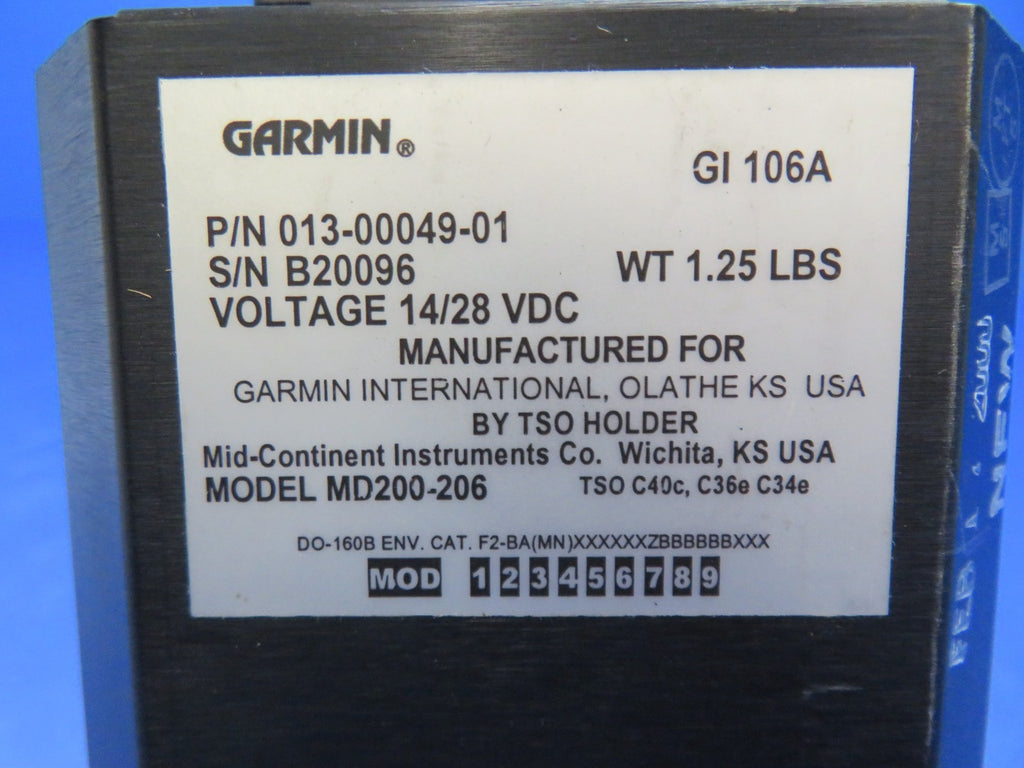 GARMIN®
GI 106A
P/N 013-00049-01
S/N B20096
WT 1.25 LBS
VOLTAGE 14/28 VDC
MANUFACTURED FOR
GARMIN INTERNATIONAL, OLATHE KS USA
BY TSO HOLDER
Mid-Continent Instruments Co. Wichita, KS USA
MODEL MD200-206
TSO C40c, C36e C34e
DO-160B ENV. CAT. F2-BA(MN)XXXXXXZBBBBBBXXX
MOD 1 2 3 4 5 6 7 8 9
NEW
FEB